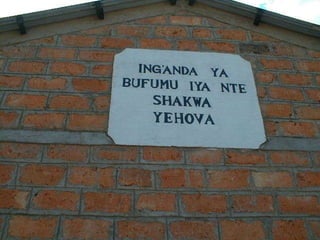 ING'ANDA YA
BUFUMU IYA NTE
SHAKWA
YEHOVA